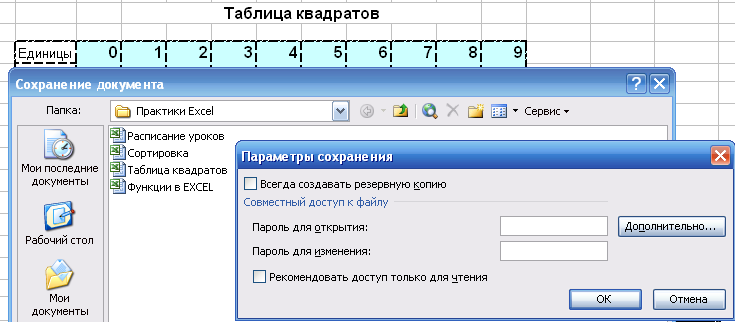 Таблица квадратов
Единицы 0 1 2 3 4 5 6 7 8 9
Сохранение документа
Папка: Практики Excel Сервис
Мои последние документы
Рабочий стол
Мои документы
Расписание уроков
Сортировка
Таблица квадратов
Функции в EXCEL
Параметры сохранения
Всегда создавать резервную копию
Совместный доступ к файлу
Пароль для открытия: Дополнительно...
Пароль для изменения:
Рекомендовать доступ только для чтения
ОК Отмена